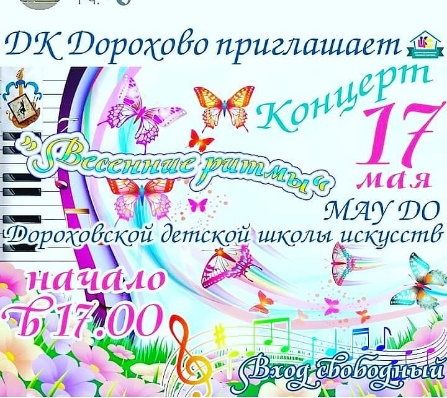 ДК Дорохово приглашает
Концерт
17
мая
"Весенние ритмы"
МАУ ДО
Дороховской детской школы искусств
начало
в 17.00
Вход свободный